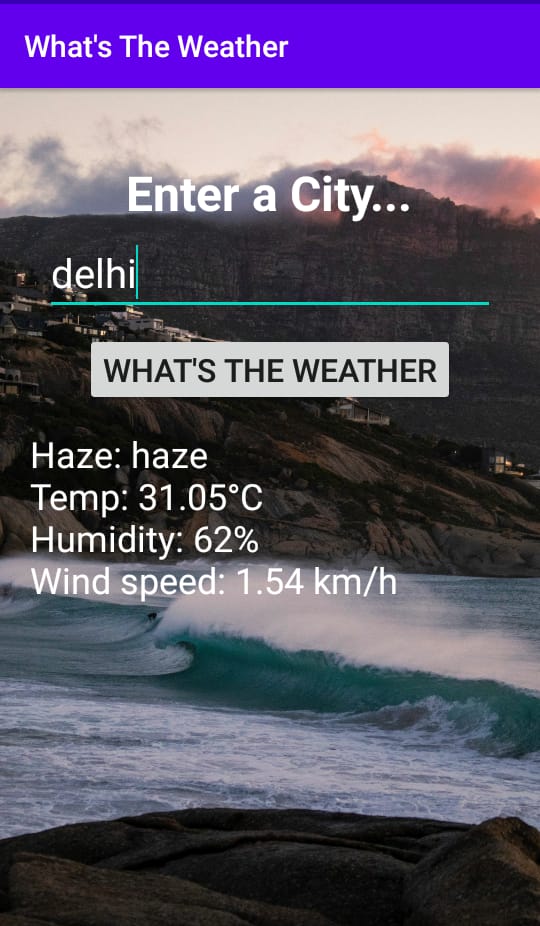 What's The Weather
Enter a City...
delhi
WHAT'S THE WEATHER
Haze: haze
Temp: 31.05°C
Humidity: 62%
Wind speed: 1.54 km/h